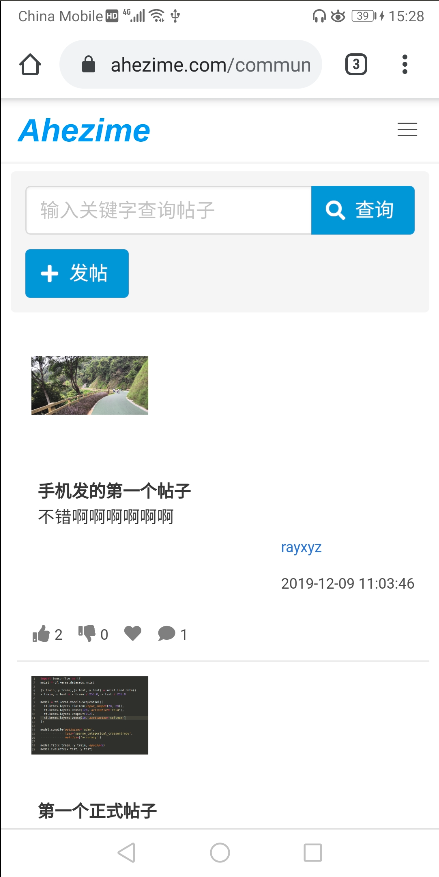 China Mobile HD 4G 39 15:28
ahezime.com/commun 3
Ahezime
输入关键字查询帖子 查询
发帖
手机发的第一个帖子
不错啊啊啊啊啊啊
rayxyz
2019-12-09 11:03:46
2 0 1
第一个正式帖子